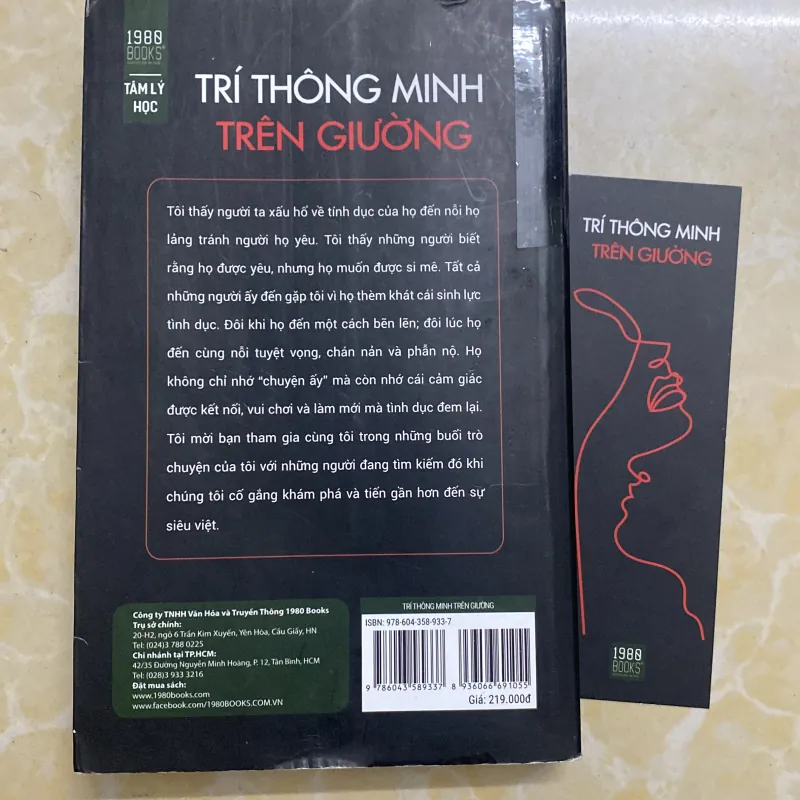 1980
BOOKS
TÂM LÝ
HỌC
TRÍ THÔNG MINH
TRÊN GIƯỜNG
Tôi thấy người ta xấu hổ về tính dục của họ đến nỗi họ
lảng tránh người họ yêu. Tôi thấy những người biết
rằng họ được yêu, nhưng họ muốn được si mê. Tất cả
những người ấy đến gặp tôi vì họ thèm khát cái sinh lực
tình dục. Đôi khi họ đến một cách bẽn lẽn; đôi lúc họ
đến cùng nỗi tuyệt vọng, chán nản và phẫn nộ. Họ
không chỉ nhớ “chuyện ấy” mà còn nhớ cái cảm giác
được kết nối, vui chơi và làm mới mà tình dục đem lại.
Tôi mời bạn tham gia cùng tôi trong những buổi trò
chuyện của tôi với những người đang tìm kiếm đó khi
chúng tôi cố gắng khám phá và tiến gần hơn đến sự
siêu việt.
Công ty TNHH Văn Hóa và Truyền Thông 1980 Books
Trụ sở chính:
20-H2, ngõ 6 Trần Kim Xuyến, Yên Hòa, Cầu Giấy, HN
Tel: (024) 3 788 0225
Chi nhánh tại TP.HCM:
42/35 Đường Nguyễn Minh Hoàng, P. 12, Tân Bình, HCM
Tel: (028) 3 933 3216
Đặt mua sách:
www.1980books.com
www.facebook.com/1980BOOKS.COM.VN
TRÍ THÔNG MINH TRÊN GIƯỜNG
ISBN: 978-604-358-933-7
9 786043 589337
8 936066 691055
Giá: 219.000đ
TRÍ THÔNG MINH
TRÊN GIƯỜNG
1980
BOOKS